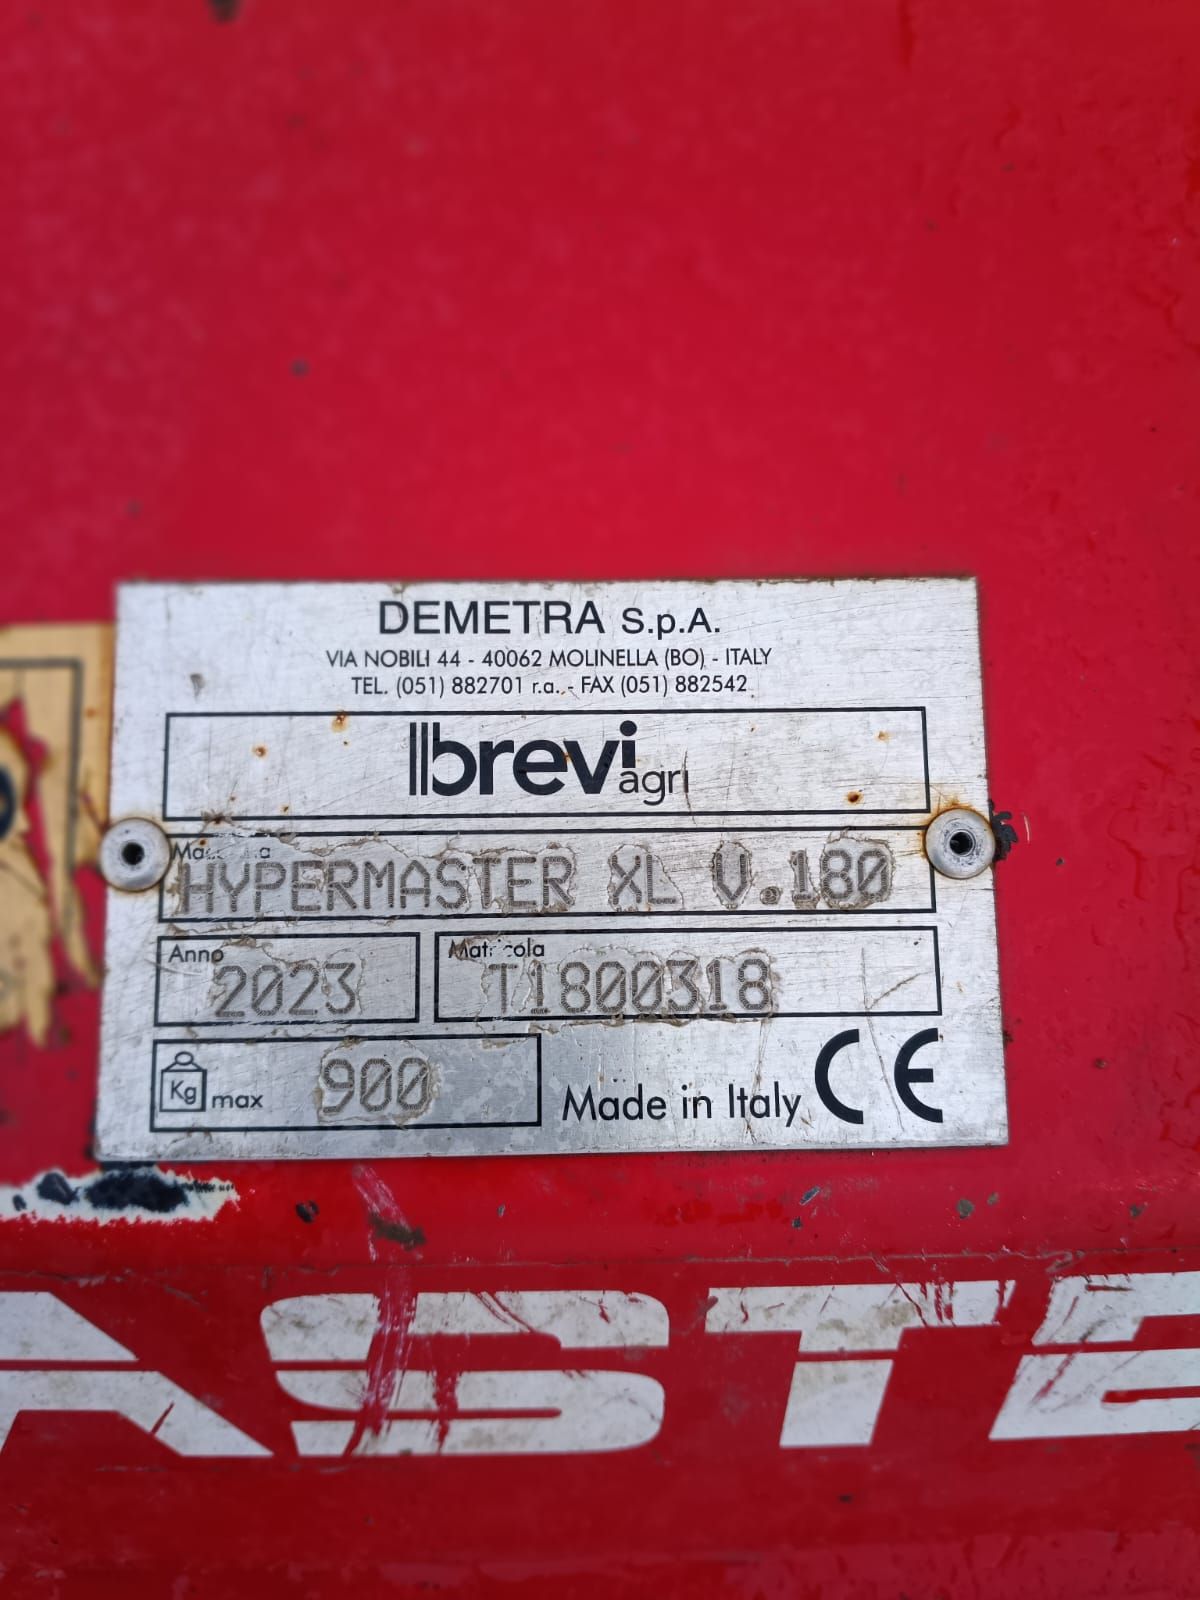 DEMETRA S.p.A.
VIA NOBILI 44 - 40062 MOLINELLA (BO) - ITALY
TEL. (051) 882701 r.a. - FAX (051) 882542
brevi agri
HYPERMASTER XL V.180
Anno 2023
Matricola T1800318
Kg max 900
Made in Italy CE
ASTE